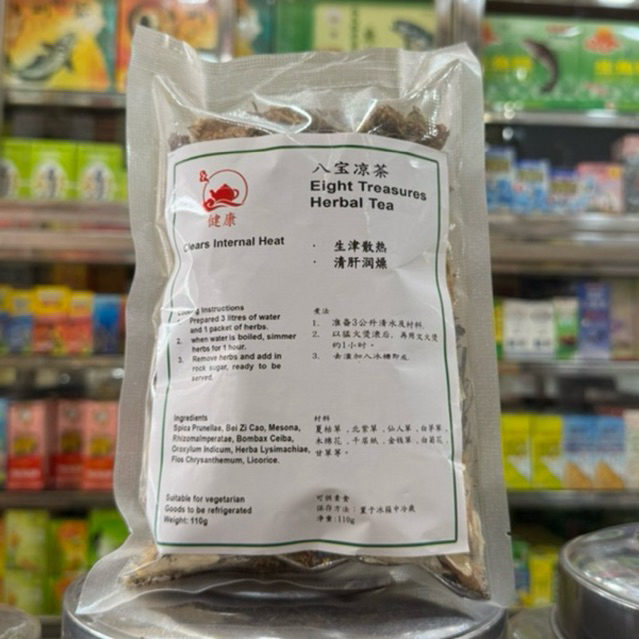 八宝凉茶
Eight Treasures
Herbal Tea
健康
Clears Internal Heat
· 生津散热
· 清肝润燥
Cooking Instructions
1. Prepared 3 litres of water
and 1 packet of herbs.
2. when water is boiled, simmer
herbs for 1 hour.
3. Remove herbs and add in
rock sugar, ready to be
served.
煮法
1. 准备3公升清水及材料.
2. 以猛火煲滚后，再用文火煲
约1小时。
3. 去渣加入冰糖即成.
Ingredients
Spica Prunellae, Bei Zi Cao, Mesona,
RhizomaImperatae, Bombax Ceiba,
Oroxylum Indicum, Herba Lysimachiae,
Flos Chrysanthemum, Licorice.
材料
夏枯草，北紫草，仙人草，白茅草，
木棉花，千层纸，金钱草，白菊花，
甘草等。
Suitable for vegetarian
Goods to be refrigerated
Weight: 110g
可供素食
保存方法：置于冰箱中冷藏
净重:110g